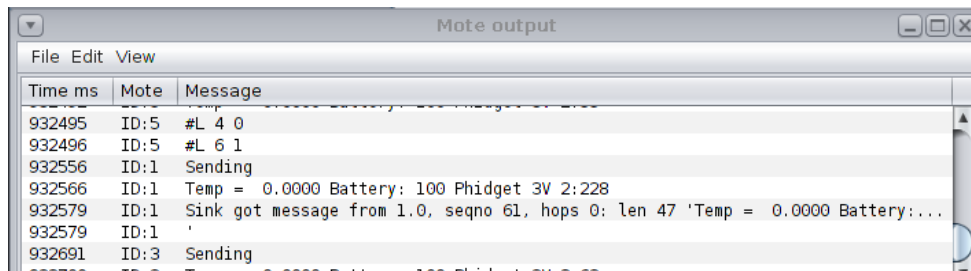 Mote output
File Edit View
Time ms Mote Message
932495 ID:5 #L 4 0
932496 ID:5 #L 6 1
932556 ID:1 Sending
932566 ID:1 Temp =  0.0000 Battery: 100 Phidget 3V 2:228
932579 ID:1 Sink got message from 1.0, seqno 61, hops 0: len 47 'Temp =  0.0000 Battery:...
932579 ID:1 '
932691 ID:3 Sending